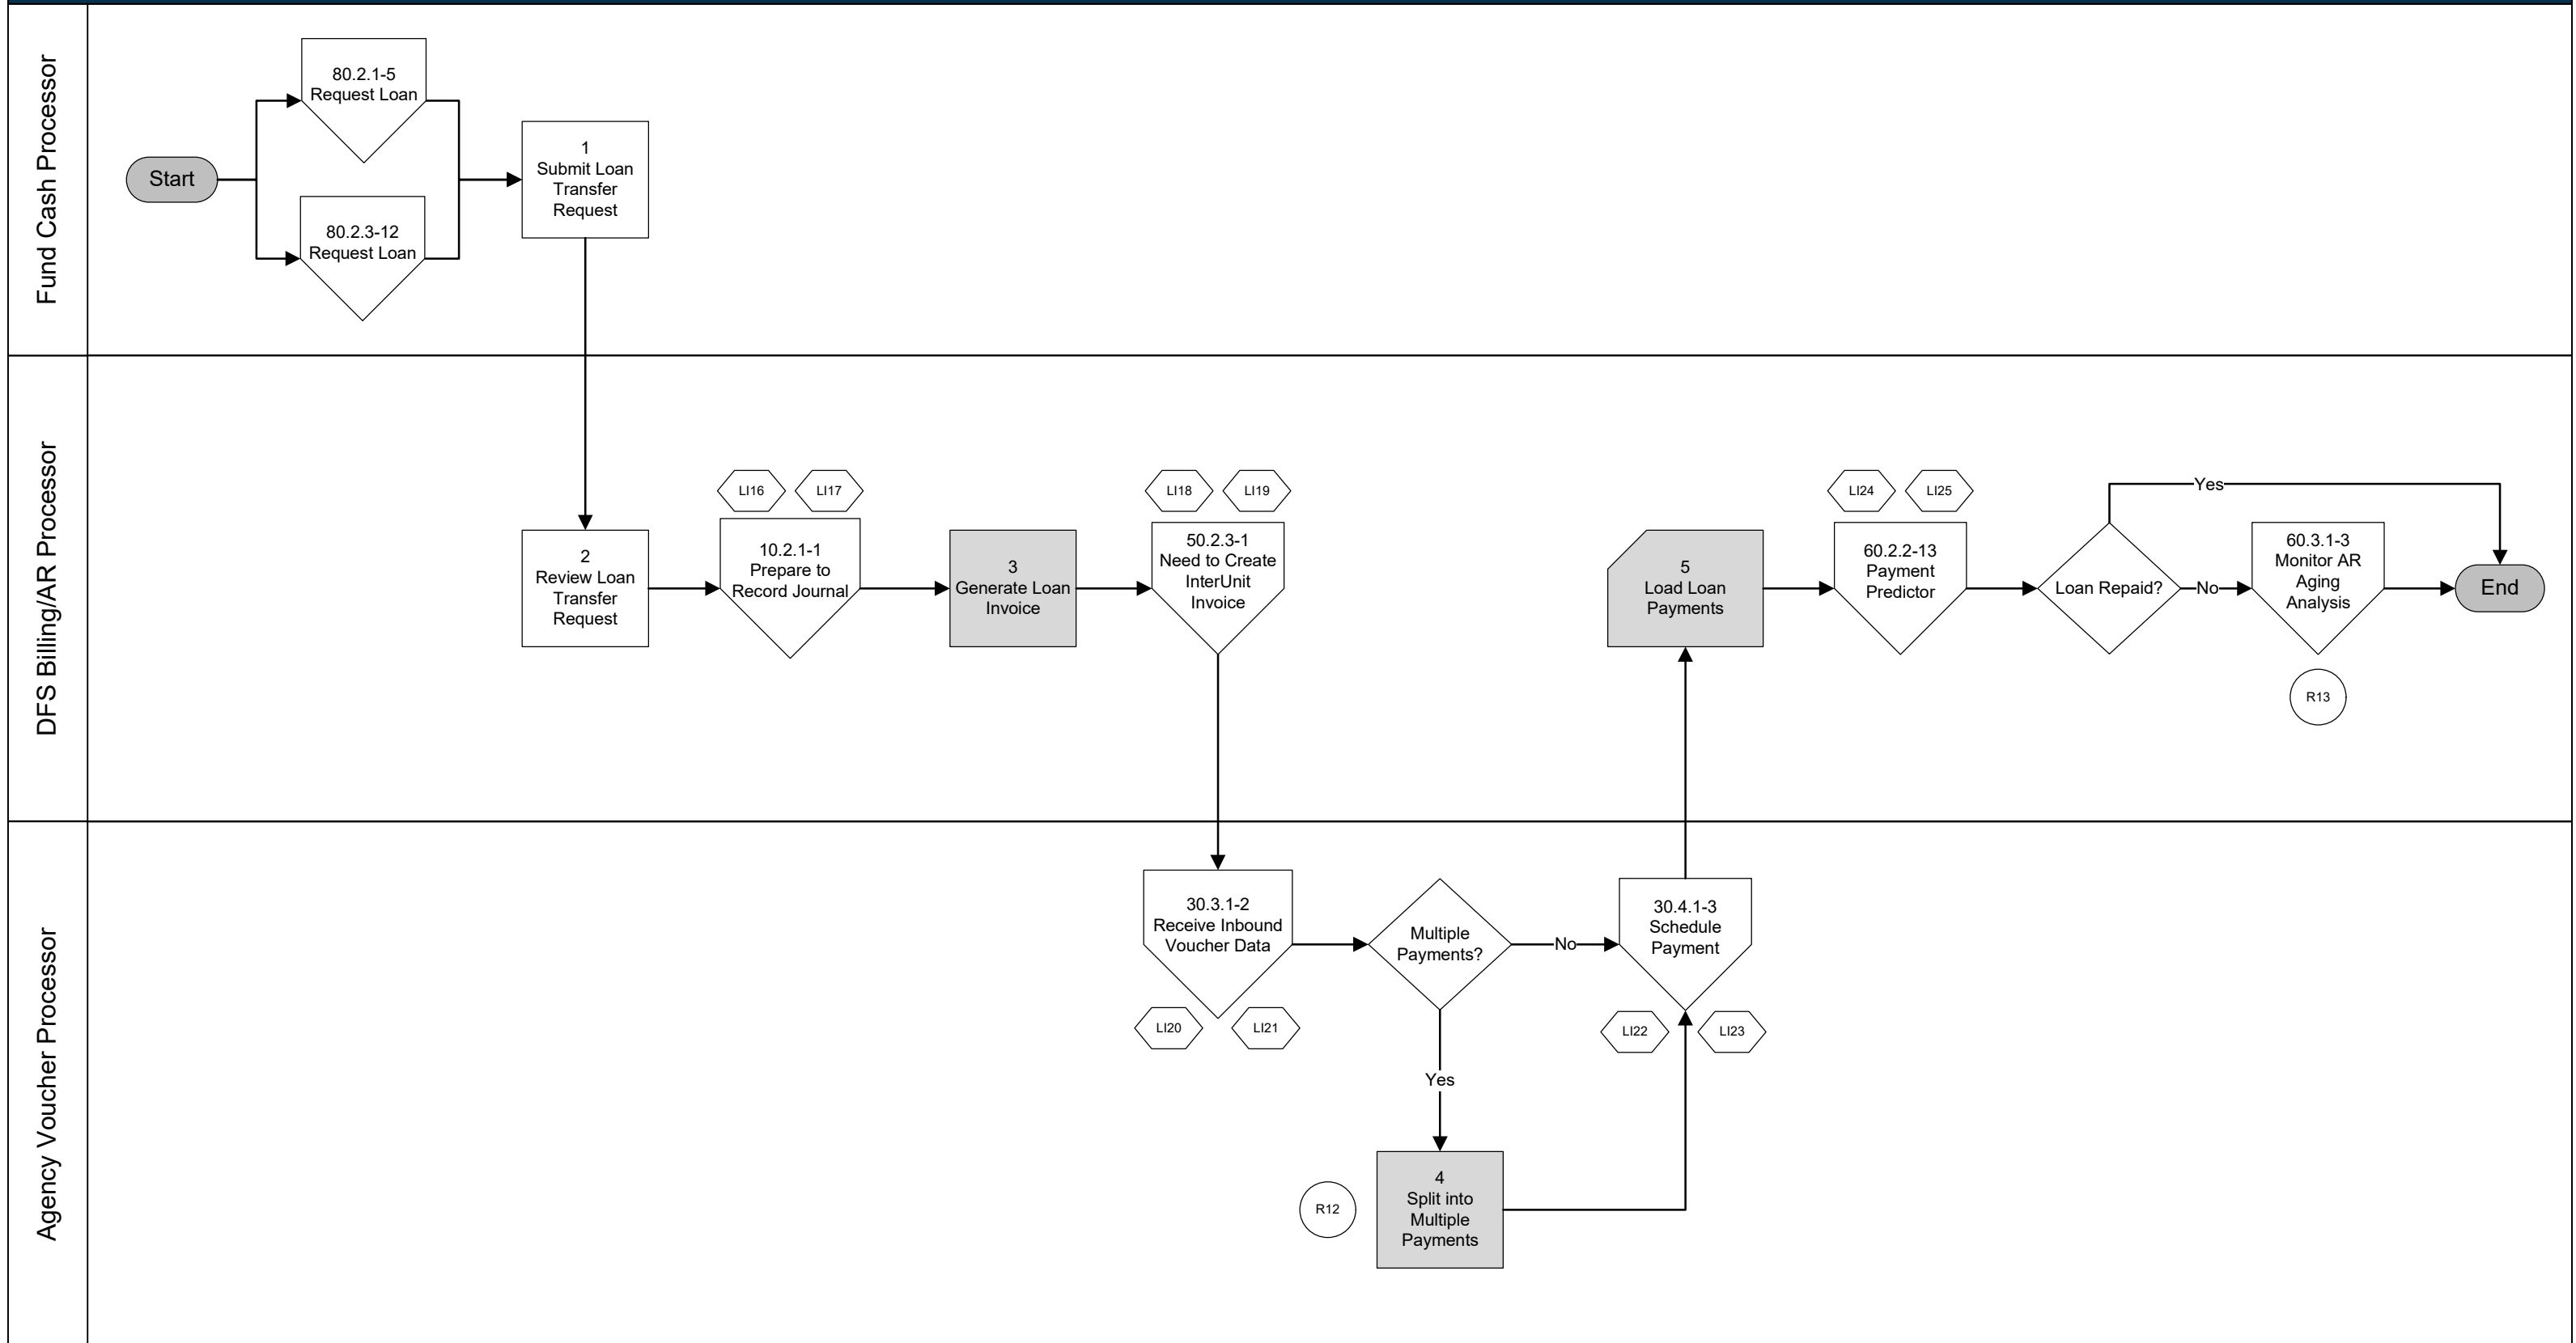 Fund Cash Processor
Start
80.2.1-5
Request Loan
80.2.3-12
Request Loan
1
Submit Loan
Transfer
Request
DFS Billing/AR Processor
2
Review Loan
Transfer
Request
LI16
LI17
10.2.1-1
Prepare to
Record Journal
3
Generate Loan
Invoice
LI18
LI19
50.2.3-1
Need to Create
InterUnit
Invoice
5
Load Loan
Payments
LI24
LI25
60.2.2-13
Payment
Predictor
Loan Repaid?
Yes
No
60.3.1-3
Monitor AR
Aging
Analysis
R13
End
Agency Voucher Processor
30.3.1-2
Receive Inbound
Voucher Data
LI20
LI21
Multiple
Payments?
No
Yes
30.4.1-3
Schedule
Payment
LI22
LI23
R12
4
Split into
Multiple
Payments